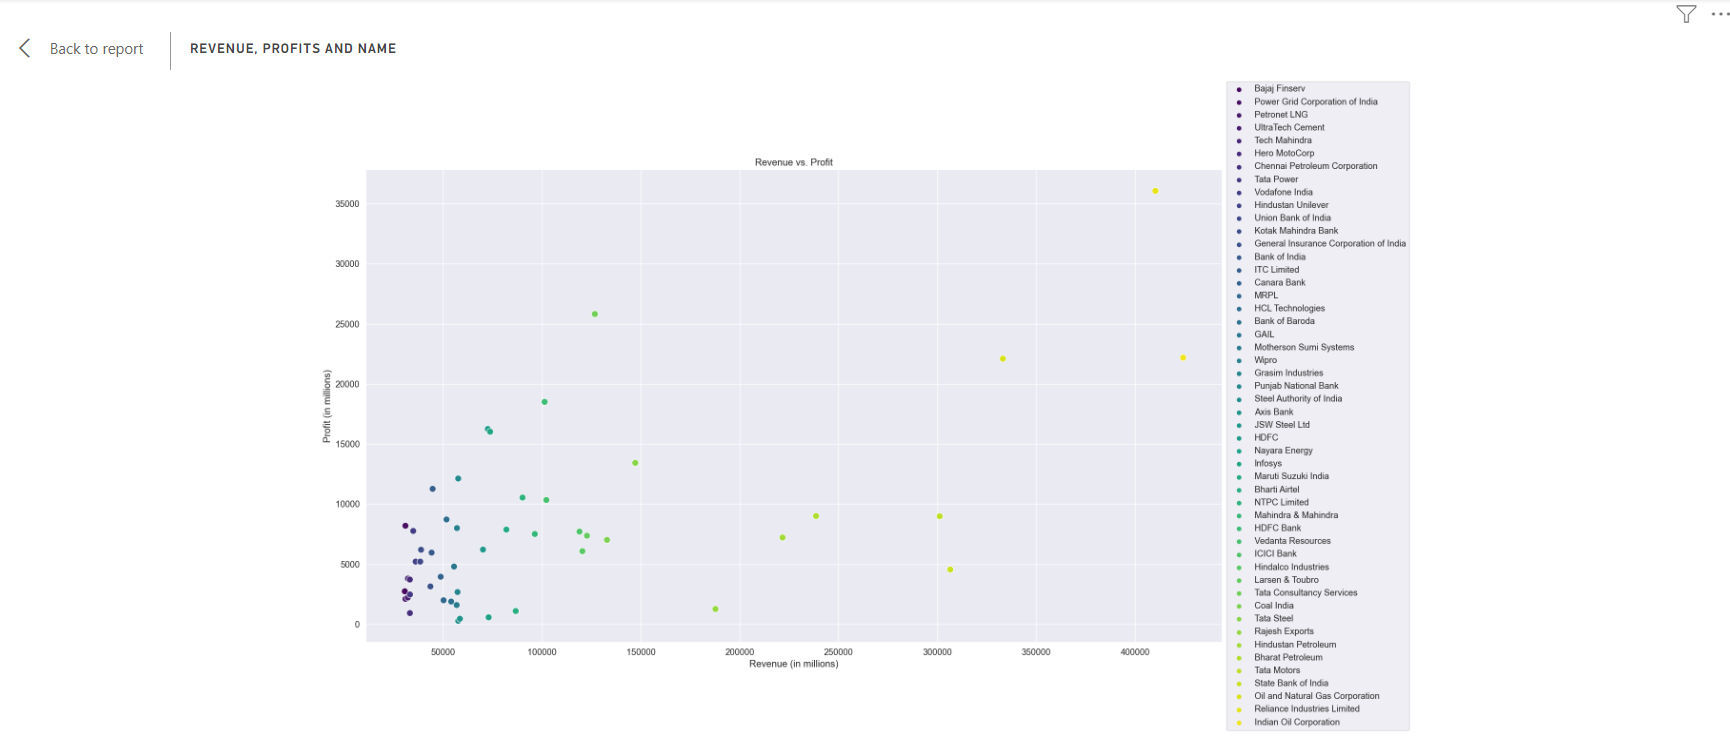 Back to report
REVENUE, PROFITS AND NAME
Revenue vs. Profit
35000
30000
25000
20000
15000
10000
5000
0
Profit (in millions)
50000 100000 150000 200000 250000 300000 350000 400000
Revenue (in millions)
Bajaj Finserv
Power Grid Corporation of India
Petronet LNG
UltraTech Cement
Tech Mahindra
Hero MotoCorp
Chennai Petroleum Corporation
Tata Power
Vodafone India
Hindustan Unilever
Union Bank of India
Kotak Mahindra Bank
General Insurance Corporation of India
Bank of India
ITC Limited
Canara Bank
MRPL
HCL Technologies
Bank of Baroda
GAIL
Motherson Sumi Systems
Wipro
Grasim Industries
Punjab National Bank
Steel Authority of India
Axis Bank
JSW Steel Ltd
HDFC
Nayara Energy
Infosys
Maruti Suzuki India
Bharti Airtel
NTPC Limited
Mahindra & Mahindra
HDFC Bank
Vedanta Resources
ICICI Bank
Hindalco Industries
Larsen & Toubro
Tata Consultancy Services
Coal India
Tata Steel
Rajesh Exports
Hindustan Petroleum
Bharat Petroleum
Tata Motors
State Bank of India
Oil and Natural Gas Corporation
Reliance Industries Limited
Indian Oil Corporation